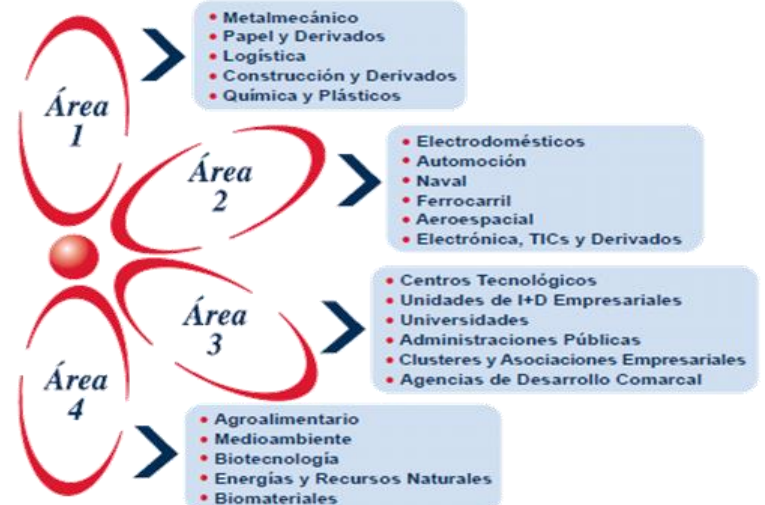 Área
1
• Metalmecánico
• Papel y Derivados
• Logística
• Construcción y Derivados
• Química y Plásticos
Área
2
• Electrodomésticos
• Automoción
• Naval
• Ferrocarril
• Aeroespacial
• Electrónica, TICs y Derivados
Área
3
• Centros Tecnológicos
• Unidades de I+D Empresariales
• Universidades
• Administraciones Públicas
• Clusteres y Asociaciones Empresariales
• Agencias de Desarrollo Comarcal
Área
4
• Agroalimentario
• Medioambiente
• Biotecnología
• Energías y Recursos Naturales
• Biomateriales